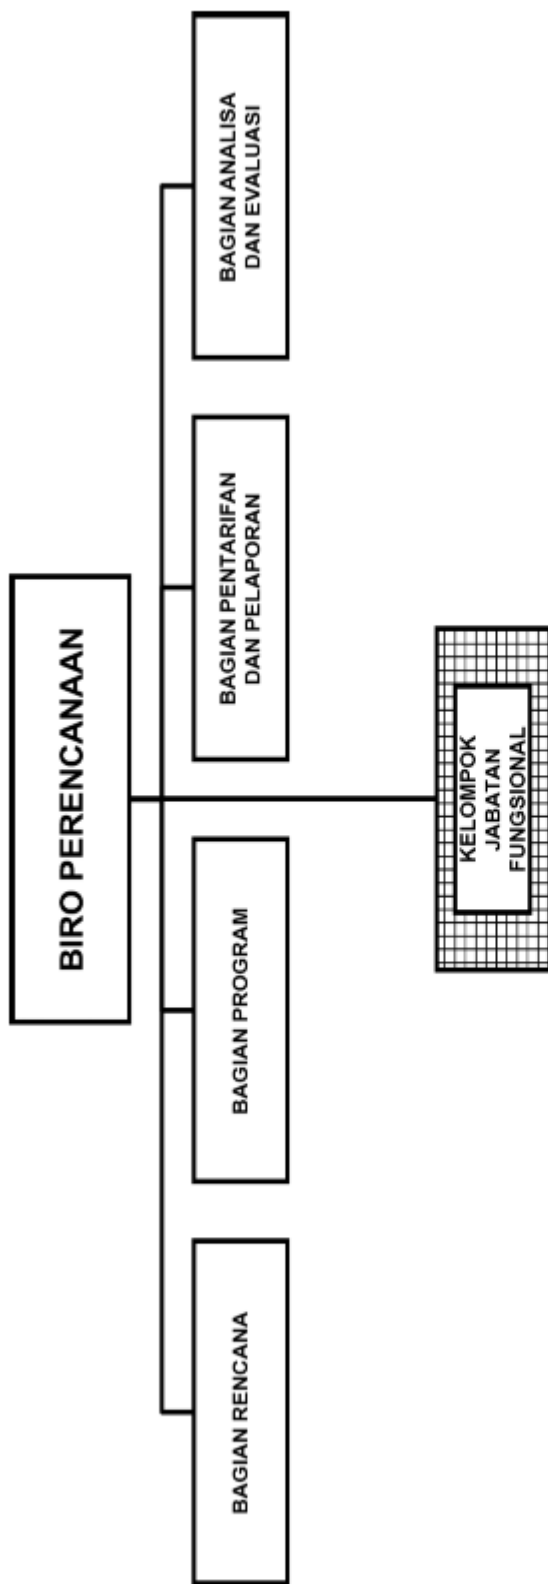 BIRO PERENCANAAN
BAGIAN RENCANA
BAGIAN PROGRAM
BAGIAN PENTARIFAN
DAN PELAPORAN
BAGIAN ANALISA
DAN EVALUASI
KELOMPOK
JABATAN
FUNGSIONAL